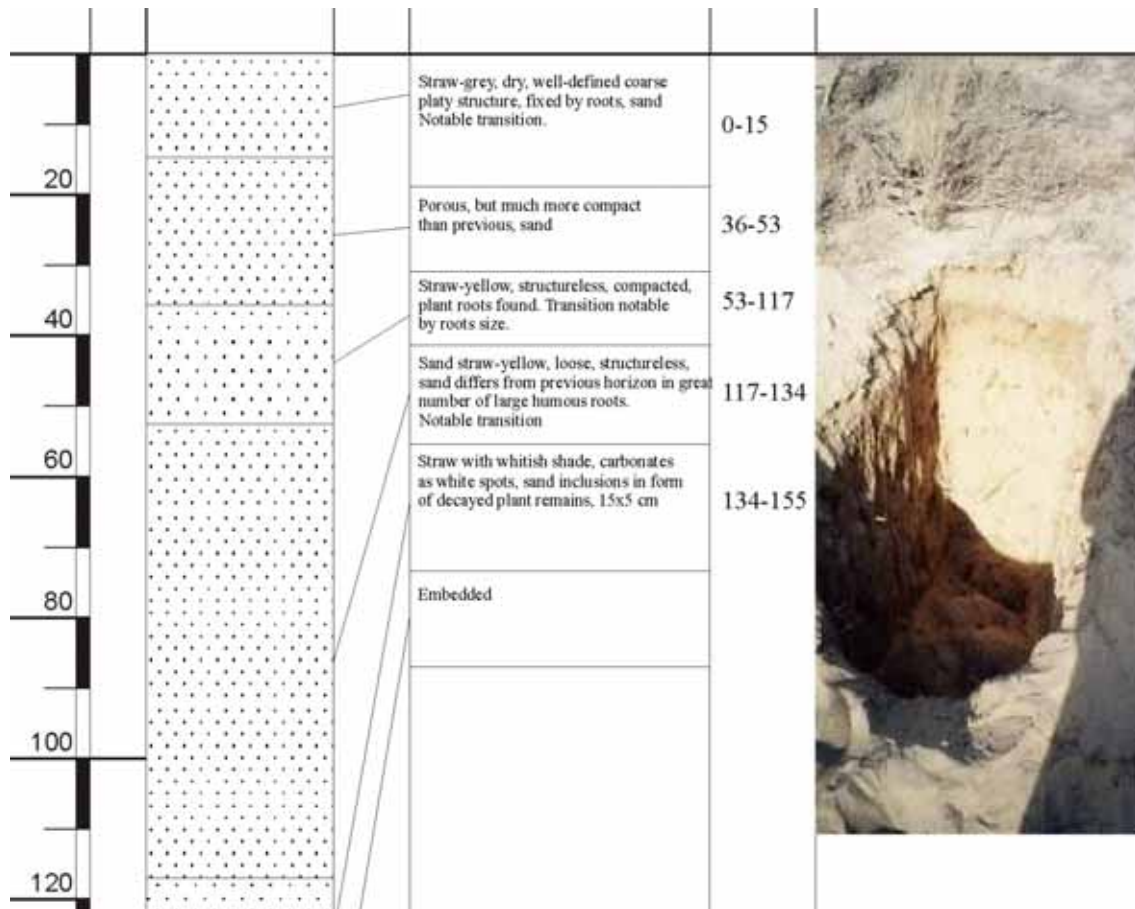 20
40
60
80
100
120
Straw-grey, dry, well-defined coarse
platy structure, fixed by roots, sand
Notable transition.
0-15
Porous, but much more compact
than previous, sand
36-53
Straw-yellow, structureless, compacted,
plant roots found. Transition notable
by roots size.
53-117
Sand straw-yellow, loose, structureless,
sand differs from previous horizon in great
number of large humous roots.
Notable transition
117-134
Straw with whitish shade, carbonates
as white spots, sand inclusions in form
of decayed plant remains, 15x5 cm
134-155
Embedded